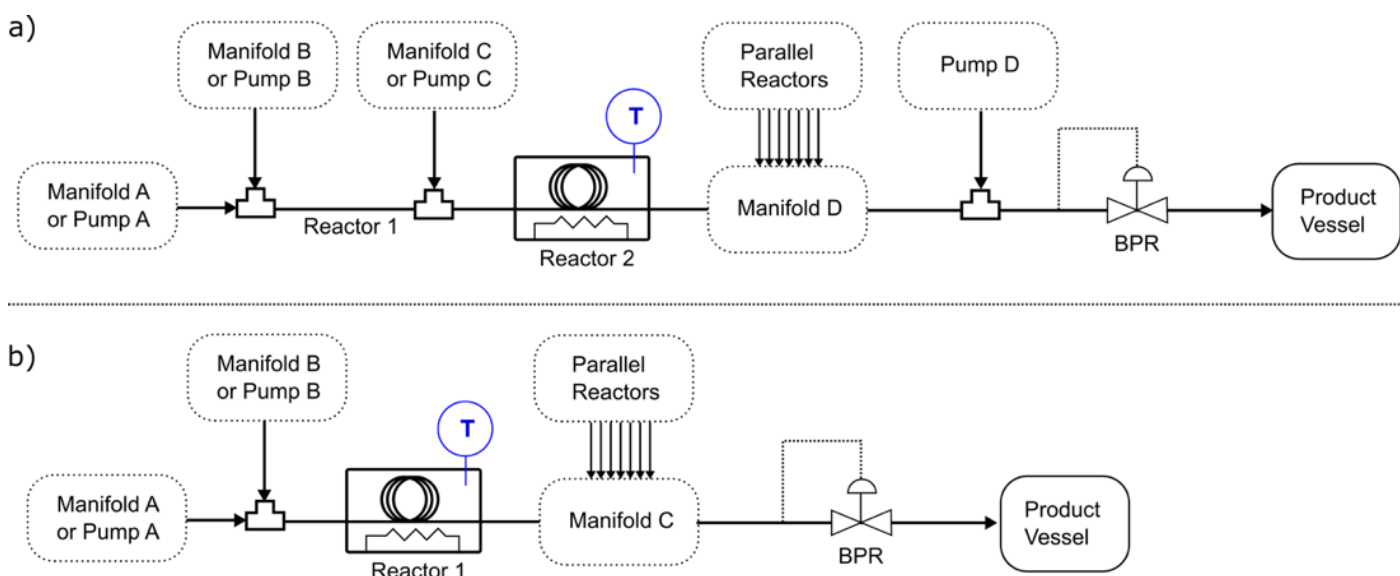 a)
Manifold B
or Pump B
Manifold C
or Pump C
Parallel
Reactors
Pump D
T
Manifold A
or Pump A
Reactor 1
Reactor 2
Manifold D
BPR
Product
Vessel
b)
Manifold B
or Pump B
Parallel
Reactors
T
Manifold A
or Pump A
Reactor 1
Manifold C
BPR
Product
Vessel